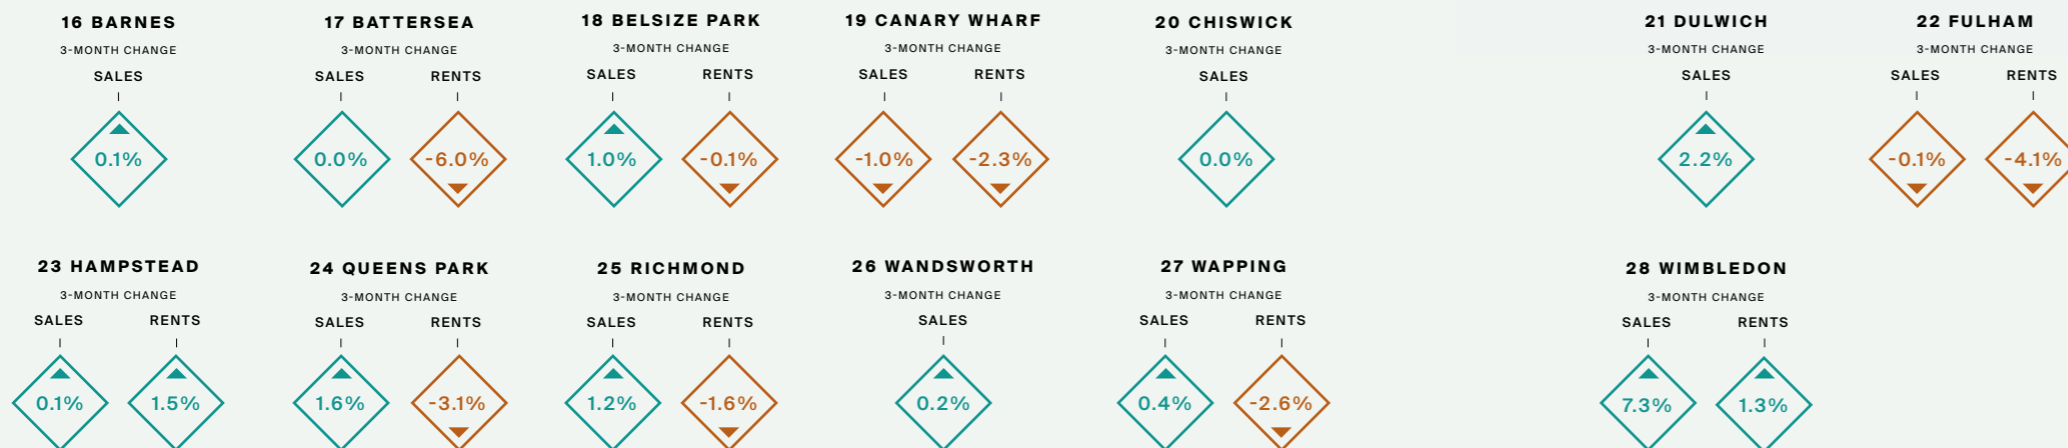 16 BARNES
3-MONTH CHANGE
SALES
0.1%
17 BATTERSEA
3-MONTH CHANGE
SALES RENTS
0.0% -6.0%
18 BELSIZE PARK
3-MONTH CHANGE
SALES RENTS
1.0% -0.1%
19 CANARY WHARF
3-MONTH CHANGE
SALES RENTS
-1.0% -2.3%
20 CHISWICK
3-MONTH CHANGE
SALES
0.0%
21 DULWICH
3-MONTH CHANGE
SALES
2.2%
22 FULHAM
3-MONTH CHANGE
SALES RENTS
-0.1% -4.1%
23 HAMPSTEAD
3-MONTH CHANGE
SALES RENTS
0.1% 1.5%
24 QUEENS PARK
3-MONTH CHANGE
SALES RENTS
1.6% -3.1%
25 RICHMOND
3-MONTH CHANGE
SALES RENTS
1.2% -1.6%
26 WANDSWORTH
3-MONTH CHANGE
SALES
0.2%
27 WAPPING
3-MONTH CHANGE
SALES RENTS
0.4% -2.6%
28 WIMBLEDON
3-MONTH CHANGE
SALES RENTS
7.3% 1.3%